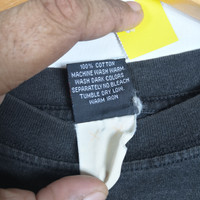 100% COTTON
MACHINE WASH WARM
WASH DARK COLORS
SEPARATELY NO BLEACH
TUMBLE DRY LOW
WARM IRON